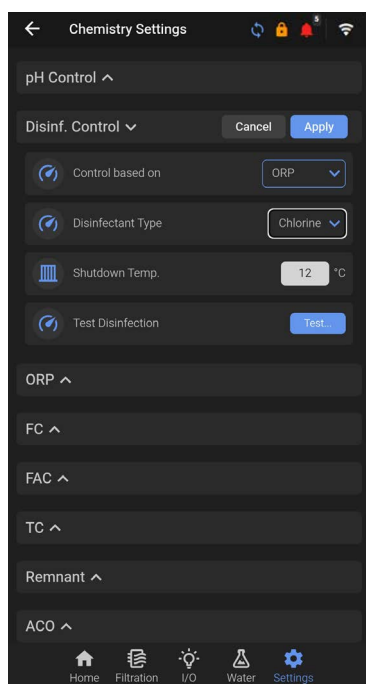 Chemistry Settings
5
pH Control
Disinf. Control
Cancel
Apply
Control based on
ORP
Disinfectant Type
Chlorine
Shutdown Temp.
12
°C
Test Disinfection
Test...
ORP
FC
FAC
TC
Remnant
ACO
Home
Filtration
I/O
Water
Settings